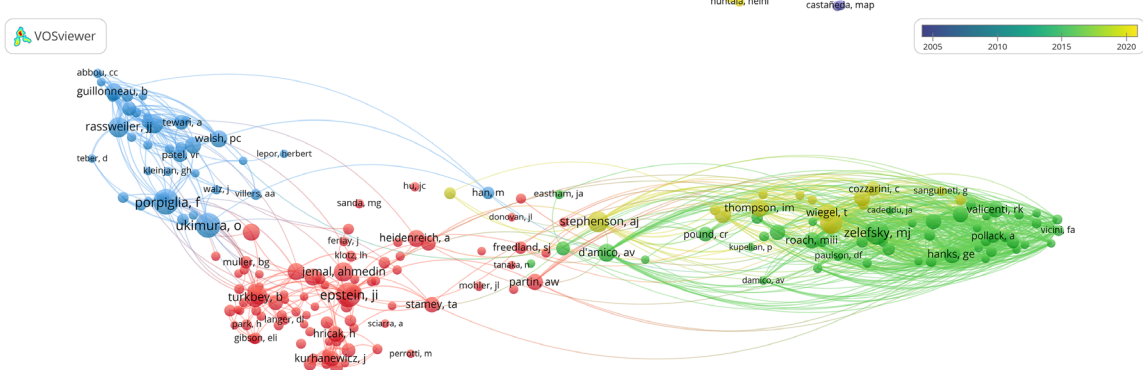 huhtala, heini
castañeda, map
VOSviewer
2005 2010 2015 2020
abbou, cc
guillonneau, b
rassweiler, jj
tewari, a
walsh, pc
patel, vr
teber, d
lepor, herbert
kleinjan, gh
walz, j
villers, aa
porpiglia, f
ukimura, o
hu, jc
han, m
eastham, ja
sanda, mg
donovan, jl
stephenson, aj
thompson, im
wiegel, t
cozzarini, c
sanguineti, g
cadeddu, ja
valicenti, rk
zelefsky, mj
pollack, a
vicini, fa
pound, cr
roach, mili
kupelian, p
paulson, df
hanks, ge
ferlay, j
heidenreich, a
freedland, sj
d'amico, av
klotz, lh
muller, bg
jemal, ahmedin
tanaka, n
damico, av
mohler, jl
partin, aw
turkbey, b
epstein, ji
stamey, ta
park, h
langer, dl
sciarra, a
gibson, eli
hricak, h
kurhanewicz, j
perrotti, m